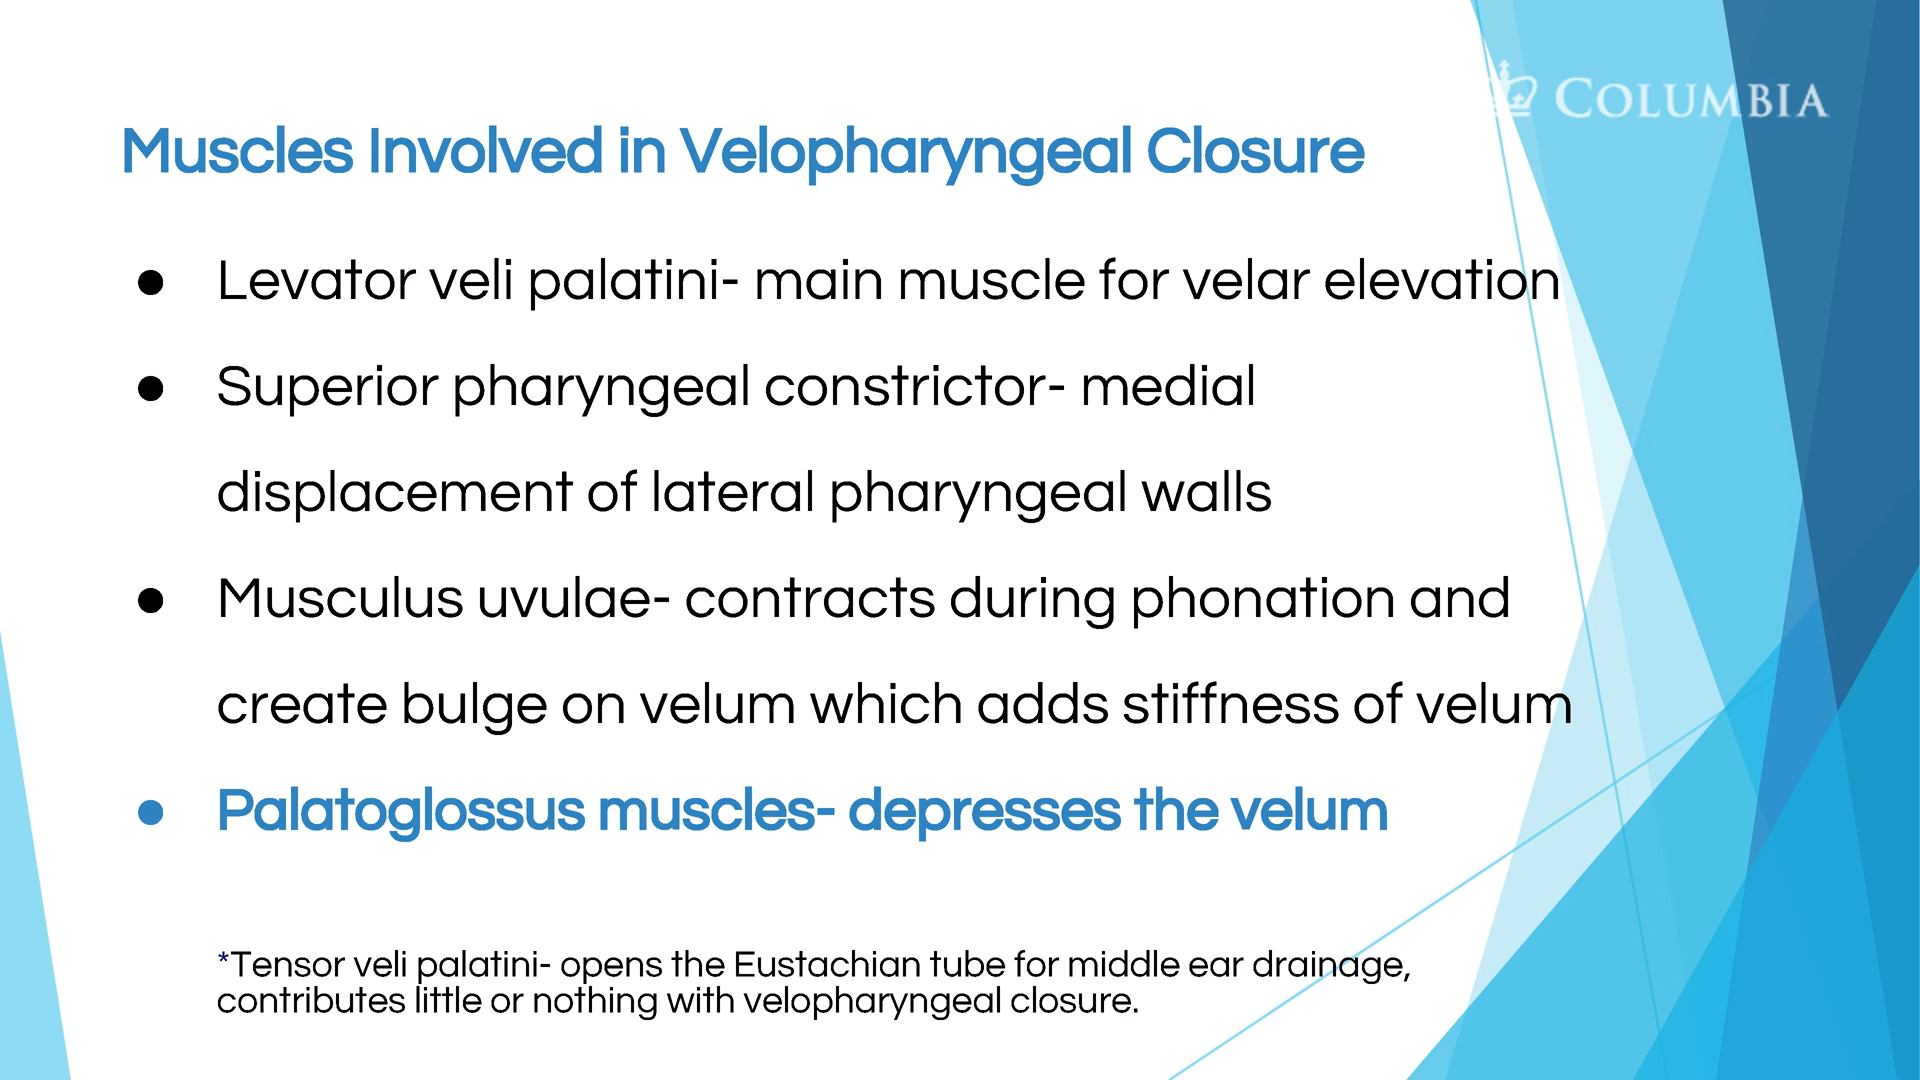 COLUMBIA
Muscles Involved in Velopharyngeal Closure
● Levator veli palatini- main muscle for velar elevation
● Superior pharyngeal constrictor- medial
displacement of lateral pharyngeal walls
● Musculus uvulae- contracts during phonation and
create bulge on velum which adds stiffness of velum
● Palatoglossus muscles- depresses the velum
*Tensor veli palatini- opens the Eustachian tube for middle ear drainage,
contributes little or nothing with velopharyngeal closure.